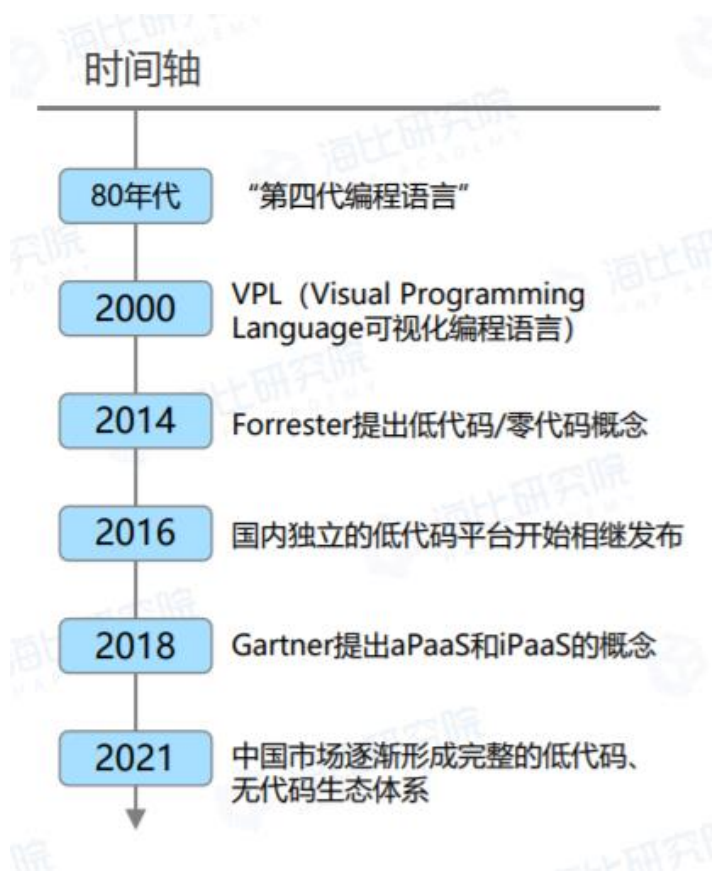 时间轴
80年代
“第四代编程语言”
2000
VPL（Visual Programming
Language可视化编程语言）
2014
Forrester提出低代码/零代码概念
2016
国内独立的低代码平台开始相继发布
2018
Gartner提出aPaaS和iPaaS的概念
2021
中国市场逐渐形成完整的低代码、
无代码生态体系
海比研究院